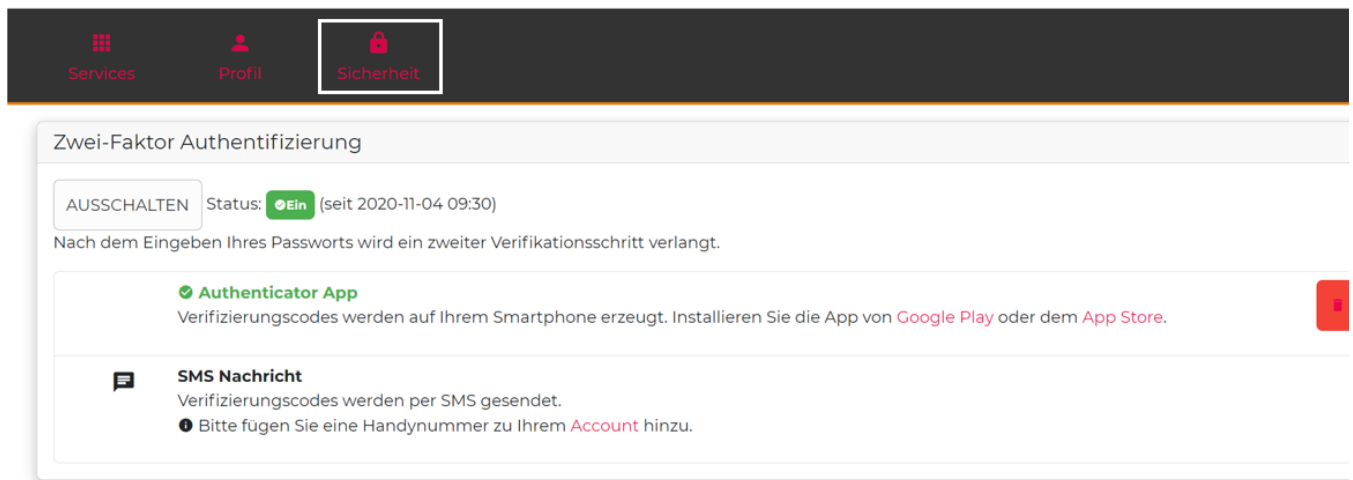 Services Profil Sicherheit
Zwei-Faktor Authentifizierung
AUSSCHALTEN Status: Ein (seit 2020-11-04 09:30)
Nach dem Eingeben Ihres Passworts wird ein zweiter Verifikationsschritt verlangt.
Authenticator App
Verifizierungscodes werden auf Ihrem Smartphone erzeugt. Installieren Sie die App von Google Play oder dem App Store.
SMS Nachricht
Verifizierungscodes werden per SMS gesendet.
Bitte fügen Sie eine Handynummer zu Ihrem Account hinzu.